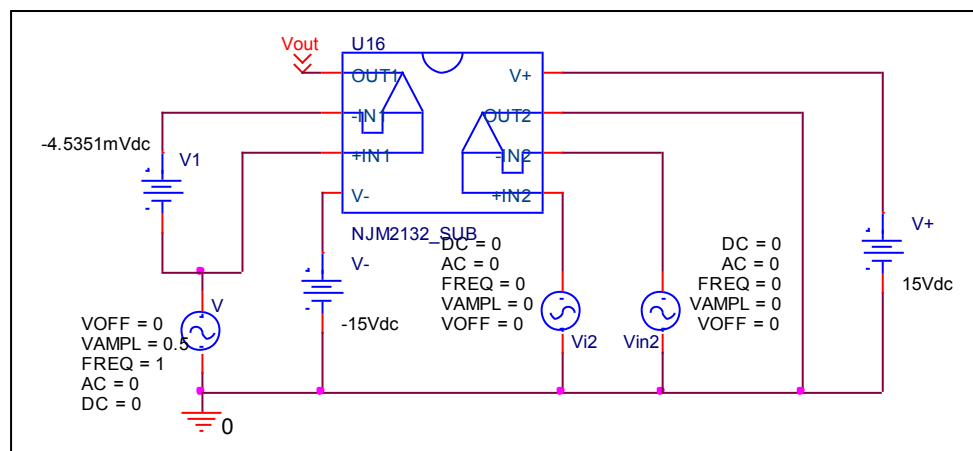 Vout
U16
OUT1
V+
-IN1
OUT2
-4.5351mVdc
V1
+IN1
-IN2
V-
+IN2
NJM2132_SUB
V-
-15Vdc
DC = 0
AC = 0
FREQ = 0
VAMPL = 0
VOFF = 0
Vi2
DC = 0
AC = 0
FREQ = 0
VAMPL = 0
VOFF = 0
Vin2
V+
15Vdc
V
VOFF = 0
VAMPL = 0.5
FREQ = 1
AC = 0
DC = 0
0